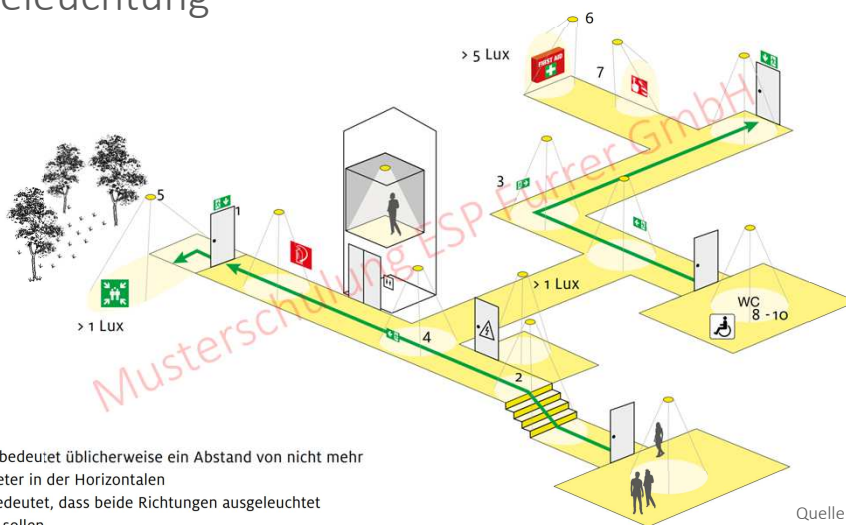 eleuchtung
6
> 5 Lux
FIRST AID
7
3
5
1
> 1 Lux
WC
8 - 10
> 1 Lux
4
2
Musterschulung ESP Furrer GmbH
bedeutet üblicherweise ein Abstand von nicht mehr
eter in der Horizontalen
edeutet, dass beide Richtungen ausgeleuchtet
sollen
Quelle